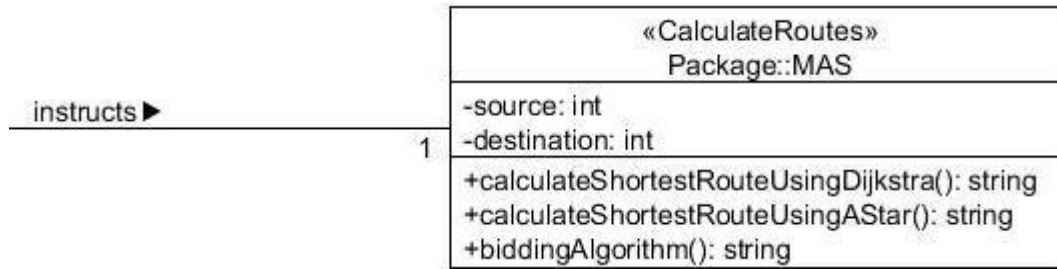 «CalculateRoutes»
Package::MAS
instructs▶
-source: int
-destination: int
1
+calculateShortestRouteUsingDijkstra(): string
+calculateShortestRouteUsingAStar(): string
+biddingAlgorithm(): string